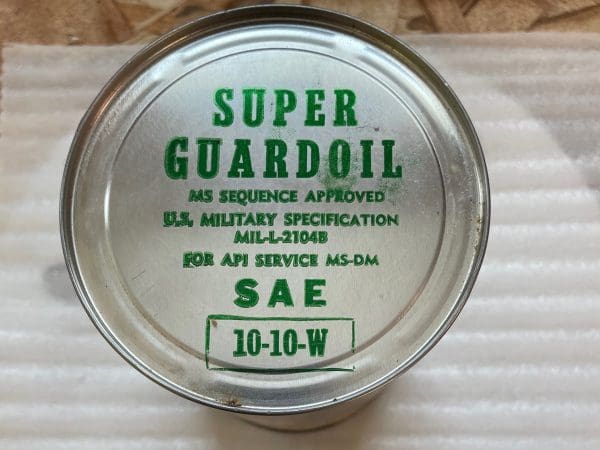 SUPER
GUARDOIL
MS SEQUENCE APPROVED
U.S. MILITARY SPECIFICATION
MIL-L-2104B
FOR API SERVICE MS-DM
SAE
10-10-W